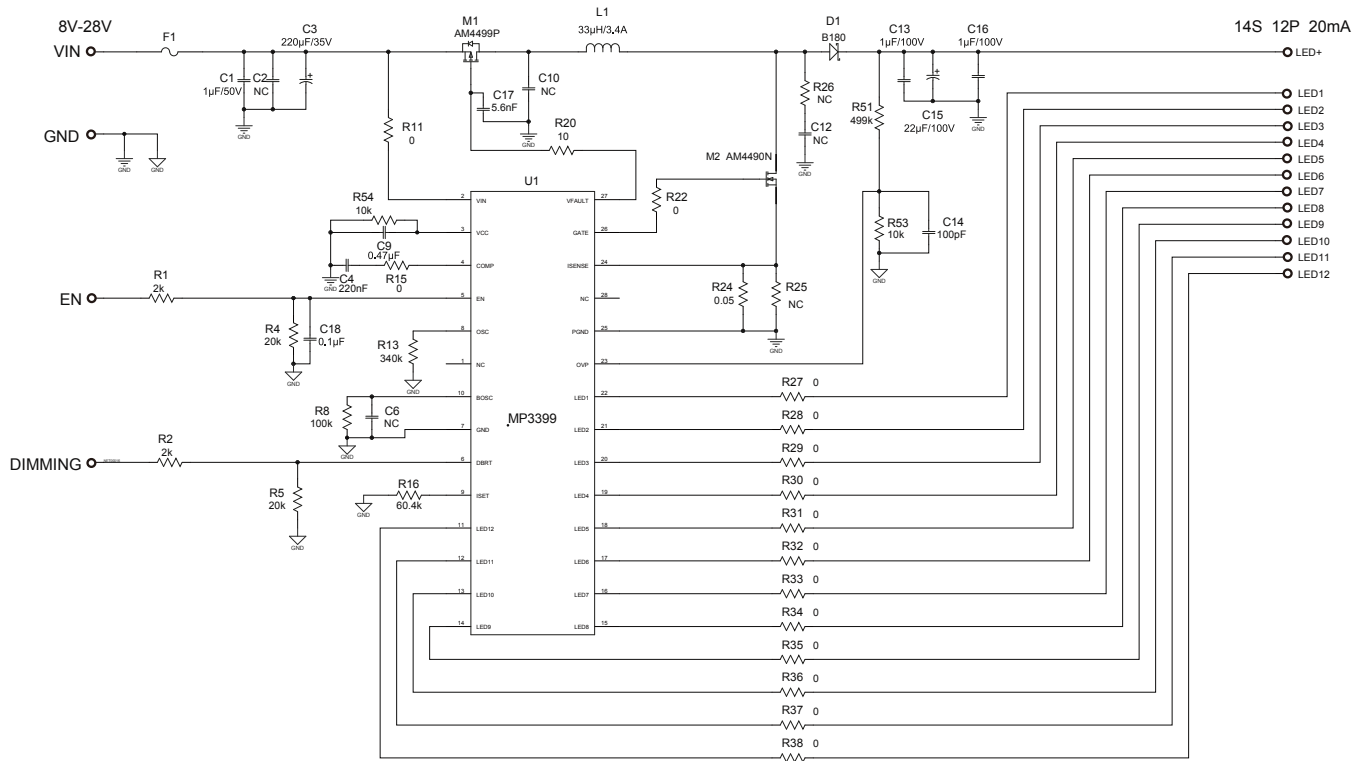 8V-28V
VIN
F1
C3
220μF/35V
C1
1μF/50V
C2
NC
M1
AM4499P
L1
33μH/3.4A
D1
B180
C13
1μF/100V
C16
1μF/100V
14S 12P 20mA
LED+
C10
NC
C17
5.6nF
R26
NC
C12
NC
R51
499k
C15
22μF/100V
GND
GND
GND
GND
GND
GND
GND
GND
R11
0
R20
10
M2 AM4490N
LED1
LED2
LED3
LED4
LED5
LED6
LED7
LED8
LED9
LED10
LED11
LED12
U1
MP3399
R54
10k
C9
0.47μF
C4
220nF
R15
0
GND
R22
0
R53
10k
C14
100pF
GND
R24
0.05
R25
NC
GND
EN
R1
2k
R4
20k
C18
0.1μF
GND
R13
340k
GND
R8
100k
C6
NC
GND
DIMMING
R2
2k
R5
20k
GND
R16
60.4k
GND
2 VIN
3 VCC
4 COMP
5 EN
8 OSC
1 NC
10 BOSC
7 GND
6 DBRT
9 ISET
11 LED12
12 LED11
13 LED10
14 LED9
VFAULT 27
GATE 26
ISENSE 24
NC 28
PGND 25
OVP 23
LED1 22
LED2 21
LED3 20
LED4 19
LED5 18
LED6 17
LED7 16
LED8 15
R27 0
R28 0
R29 0
R30 0
R31 0
R32 0
R33 0
R34 0
R35 0
R36 0
R37 0
R38 0